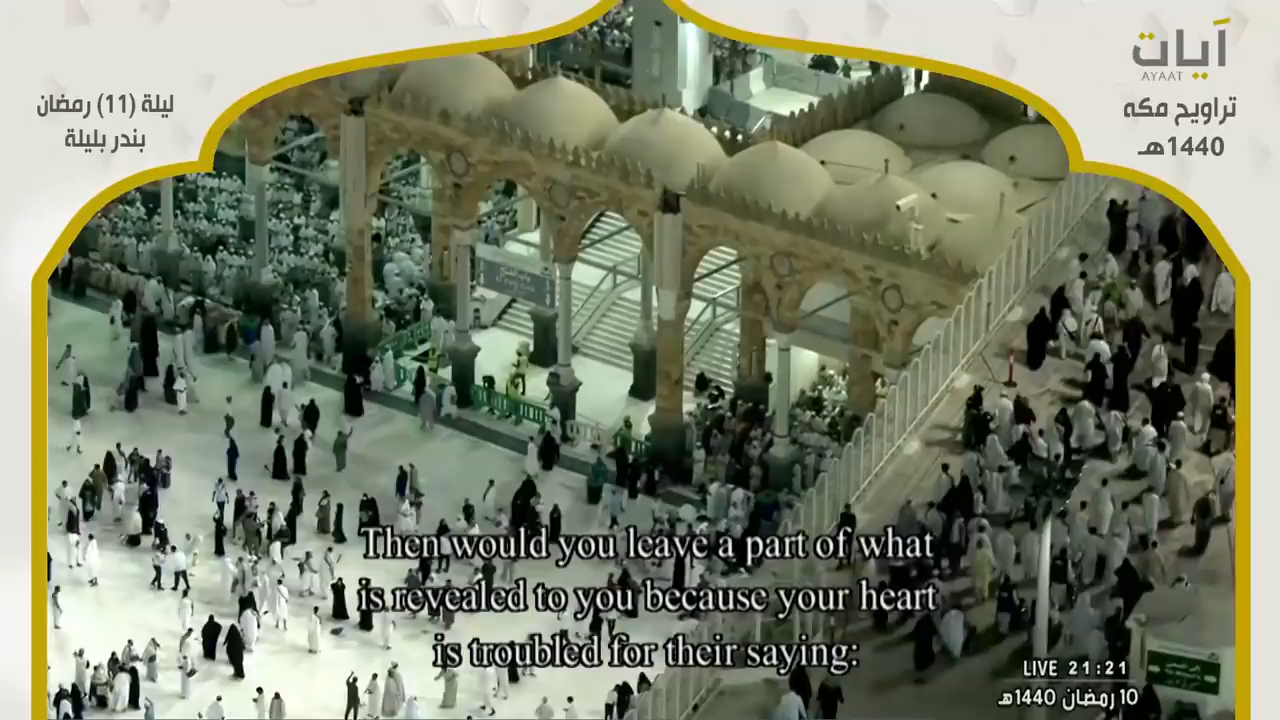 آيات
AYAAT
تراويح مكه
1440هـ
ليلة (11) رمضان
بندر بليلة
Then would you leave a part of what
is revealed to you because your heart
is troubled for their saying:
LIVE 21:21
10 رمضان 1440هـ